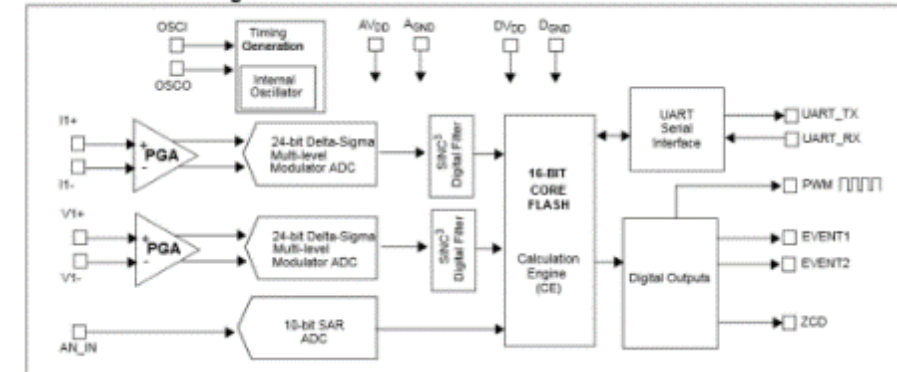 OSCI
OSCO
Timing
Generation
Internal
Oscillator
AVDD
AGND
DVDD
DGND
I1+
I1-
+
-
PGA
24-bit Delta-Sigma
Multi-level
Modulator ADC
SINC3
Digital Filter
V1+
V1-
+
-
PGA
24-bit Delta-Sigma
Multi-level
Modulator ADC
SINC3
Digital Filter
AN_IN
10-bit SAR
ADC
16-BIT
CORE
FLASH
Calculation
Engine
(CE)
UART
Serial
Interface
UART_TX
UART_RX
Digital Outputs
PWM
EVENT1
EVENT2
ZCD